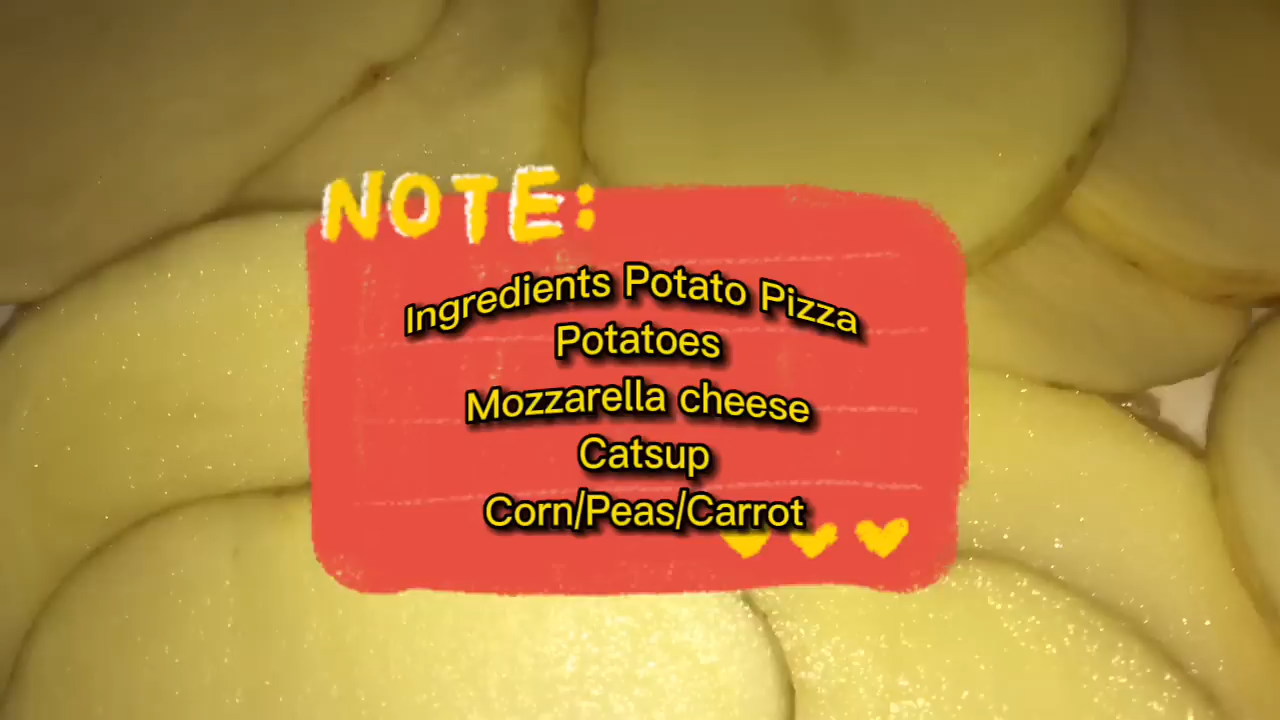 NOTE:
Ingredients Potato Pizza
Potatoes
Mozzarella cheese
Catsup
Corn/Peas/Carrot